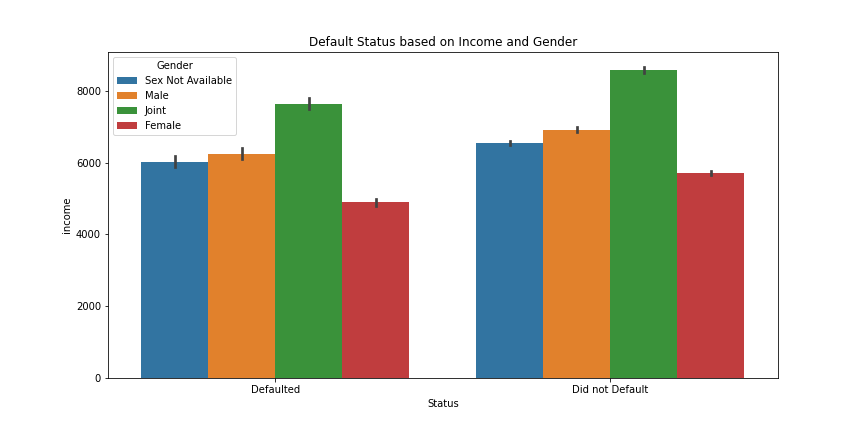 Default Status based on Income and Gender
Gender
Sex Not Available
Male
Joint
Female
income
8000
6000
4000
2000
0
Defaulted
Did not Default
Status